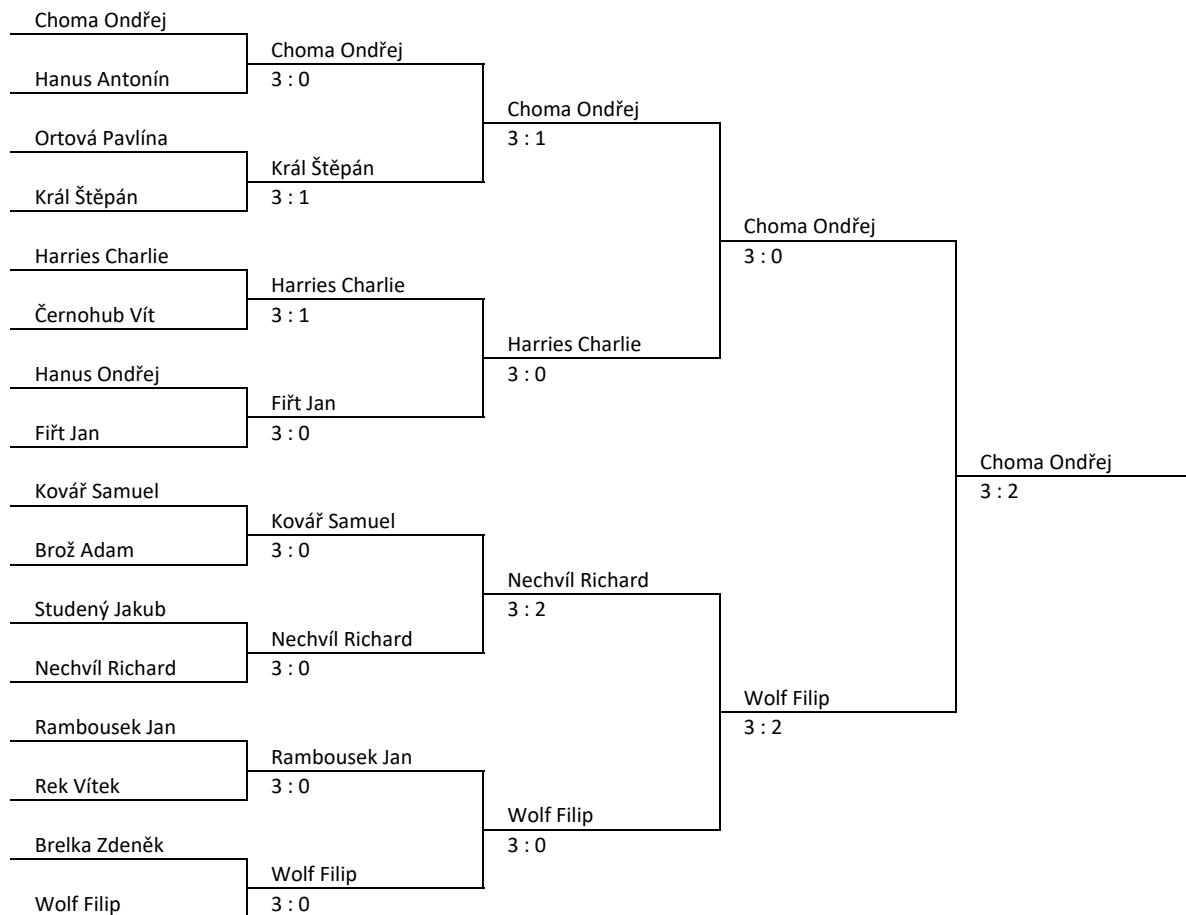 Choma Ondřej
Choma Ondřej
Hanus Antonín
3 : 0
Choma Ondřej
Ortová Pavlína
3 : 1
Král Štěpán
Král Štěpán
3 : 1
Choma Ondřej
Harries Charlie
3 : 0
Harries Charlie
Černohub Vít
3 : 1
Harries Charlie
Hanus Ondřej
3 : 0
Fiřt Jan
Fiřt Jan
3 : 0
Choma Ondřej
Kovář Samuel
3 : 2
Kovář Samuel
Brož Adam
3 : 0
Nechvíl Richard
Studený Jakub
3 : 2
Nechvíl Richard
Nechvíl Richard
3 : 0
Wolf Filip
Rambousek Jan
3 : 2
Rambousek Jan
Rek Vítek
3 : 0
Wolf Filip
Brelka Zdeněk
3 : 0
Wolf Filip
Wolf Filip
3 : 0